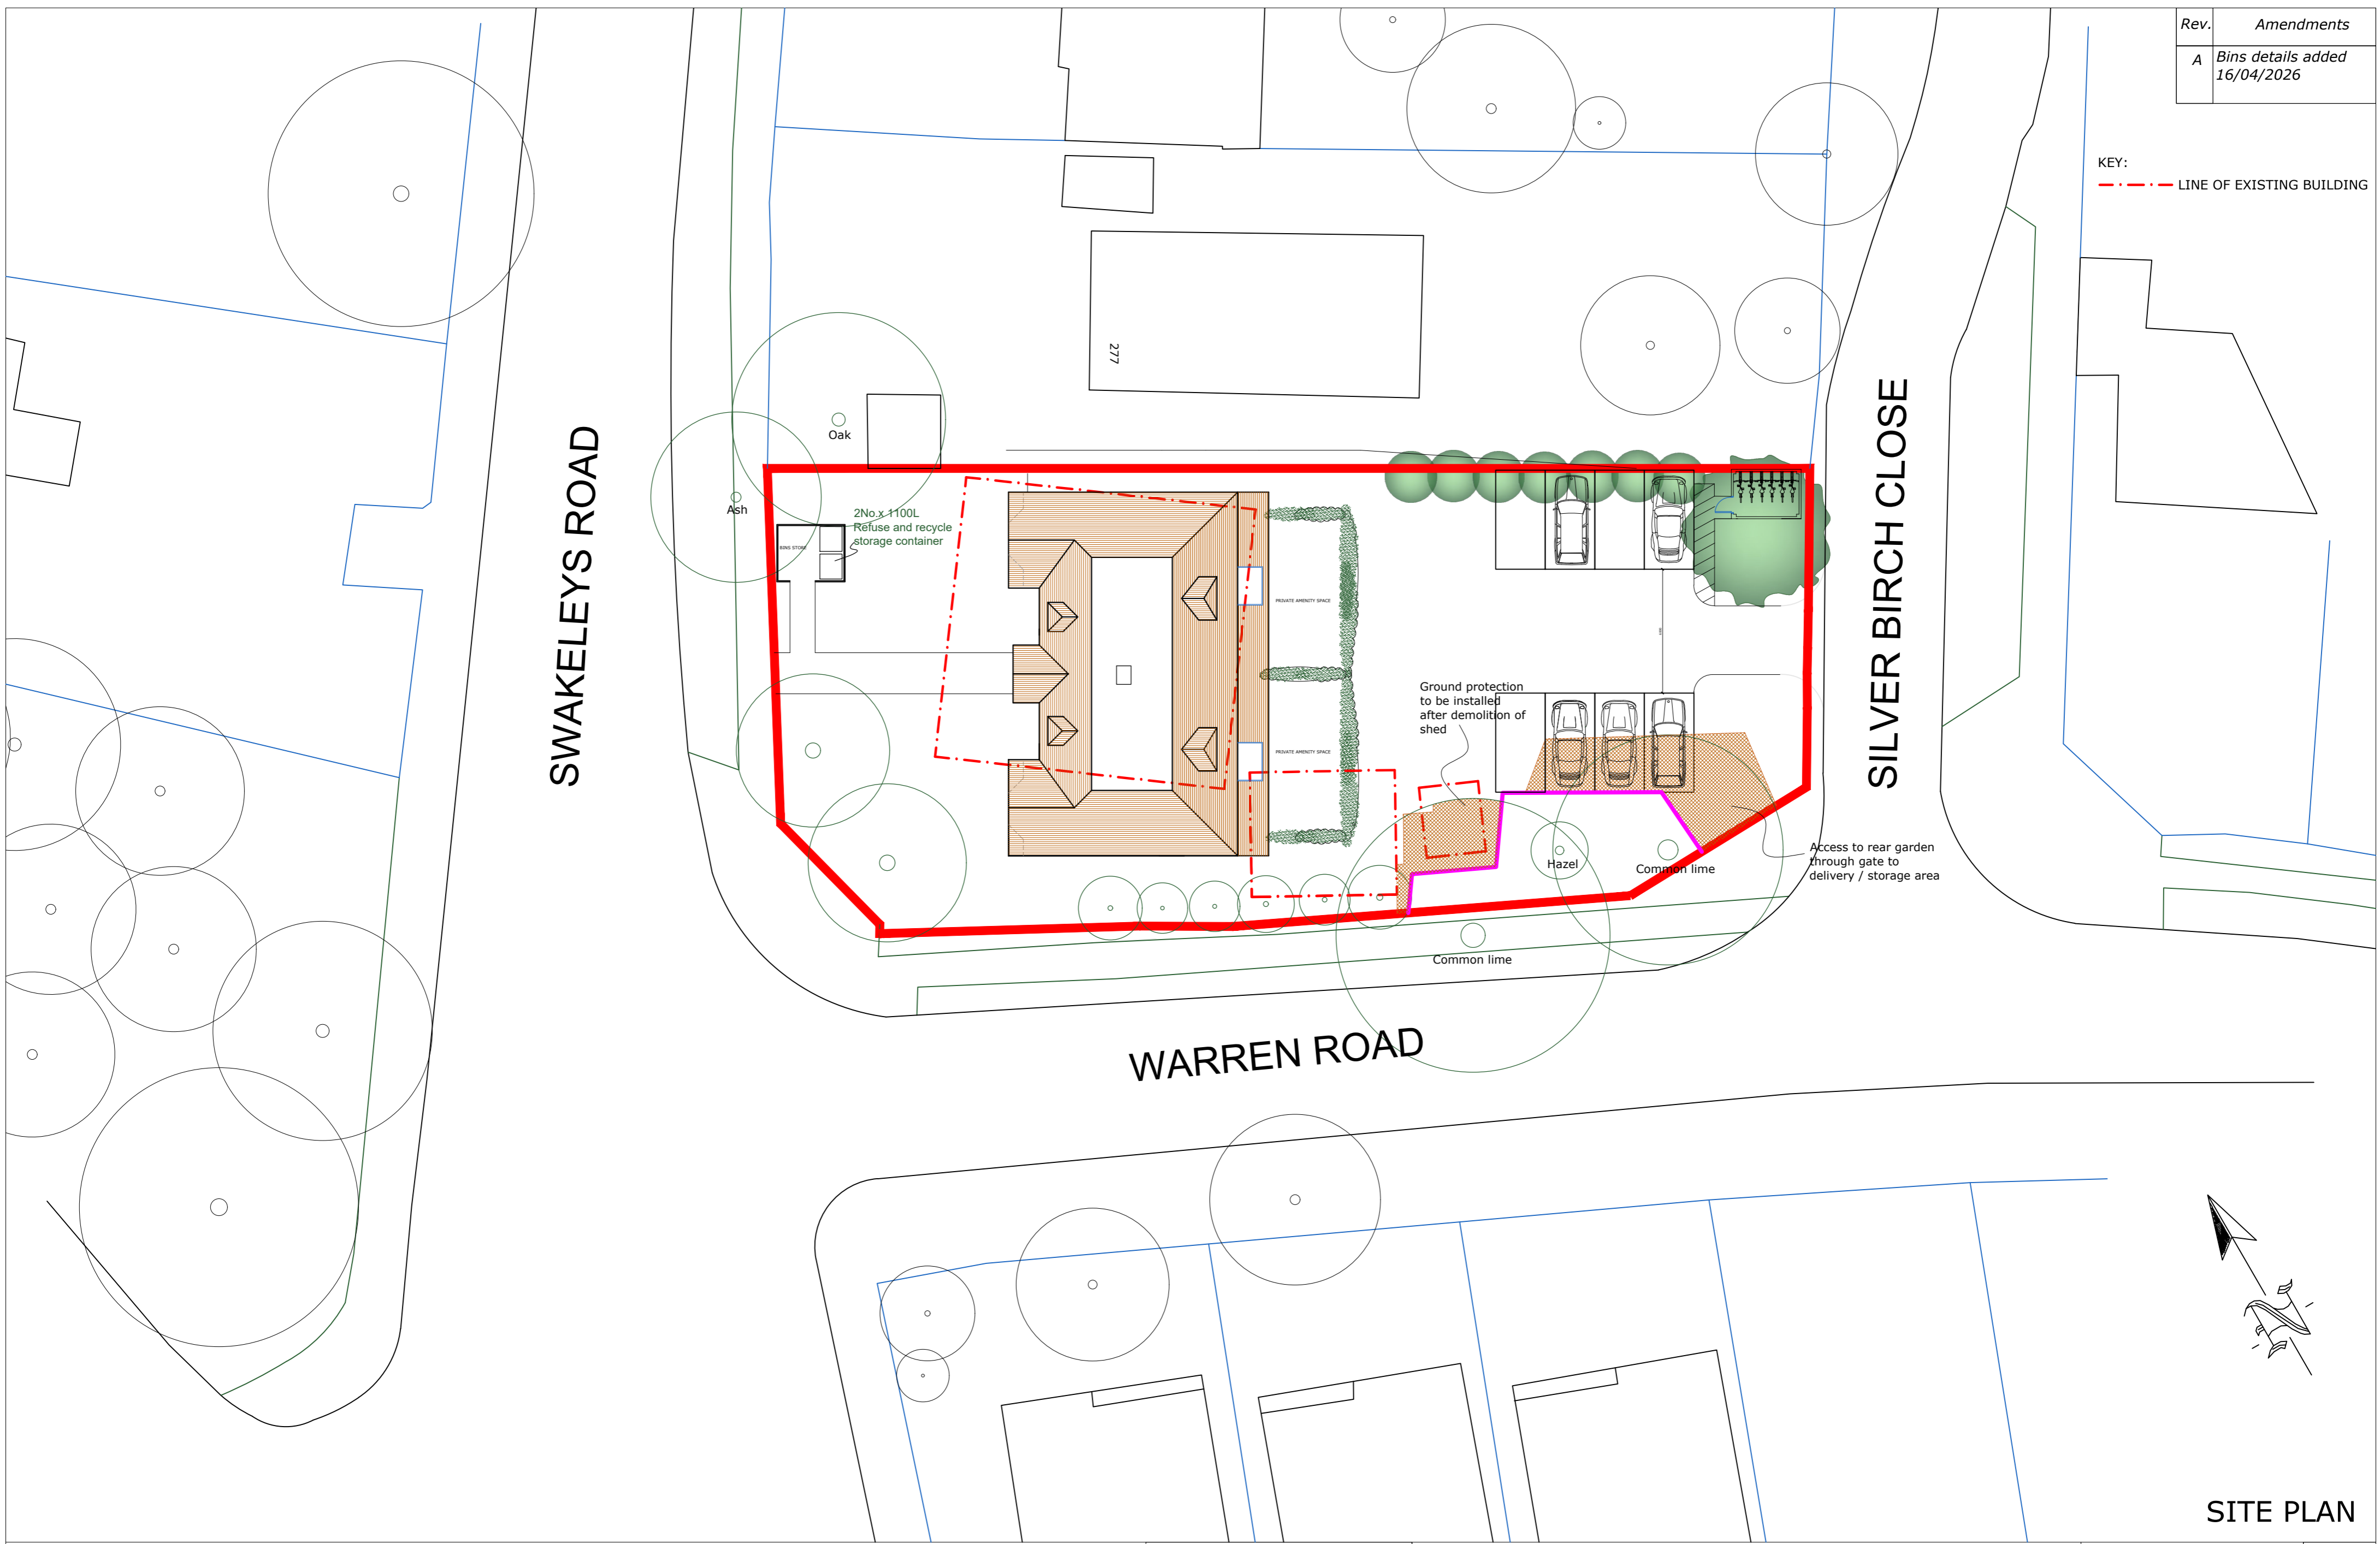 Rev. Amendments
A Bins details added
16/04/2026
KEY:
LINE OF EXISTING BUILDING
277
Oak
Ash
2No.x 1100L
Refuse and recycle
storage container
BINS STORE
SWAKELEYS ROAD
SILVER BIRCH CLOSE
PRIVATE AMENITY SPACE
PRIVATE AMENITY SPACE
Ground protection
to be installed
after demolition of
shed
Hazel
Common lime
Access to rear garden
through gate to
delivery / storage area
Common lime
WARREN ROAD
SITE PLAN